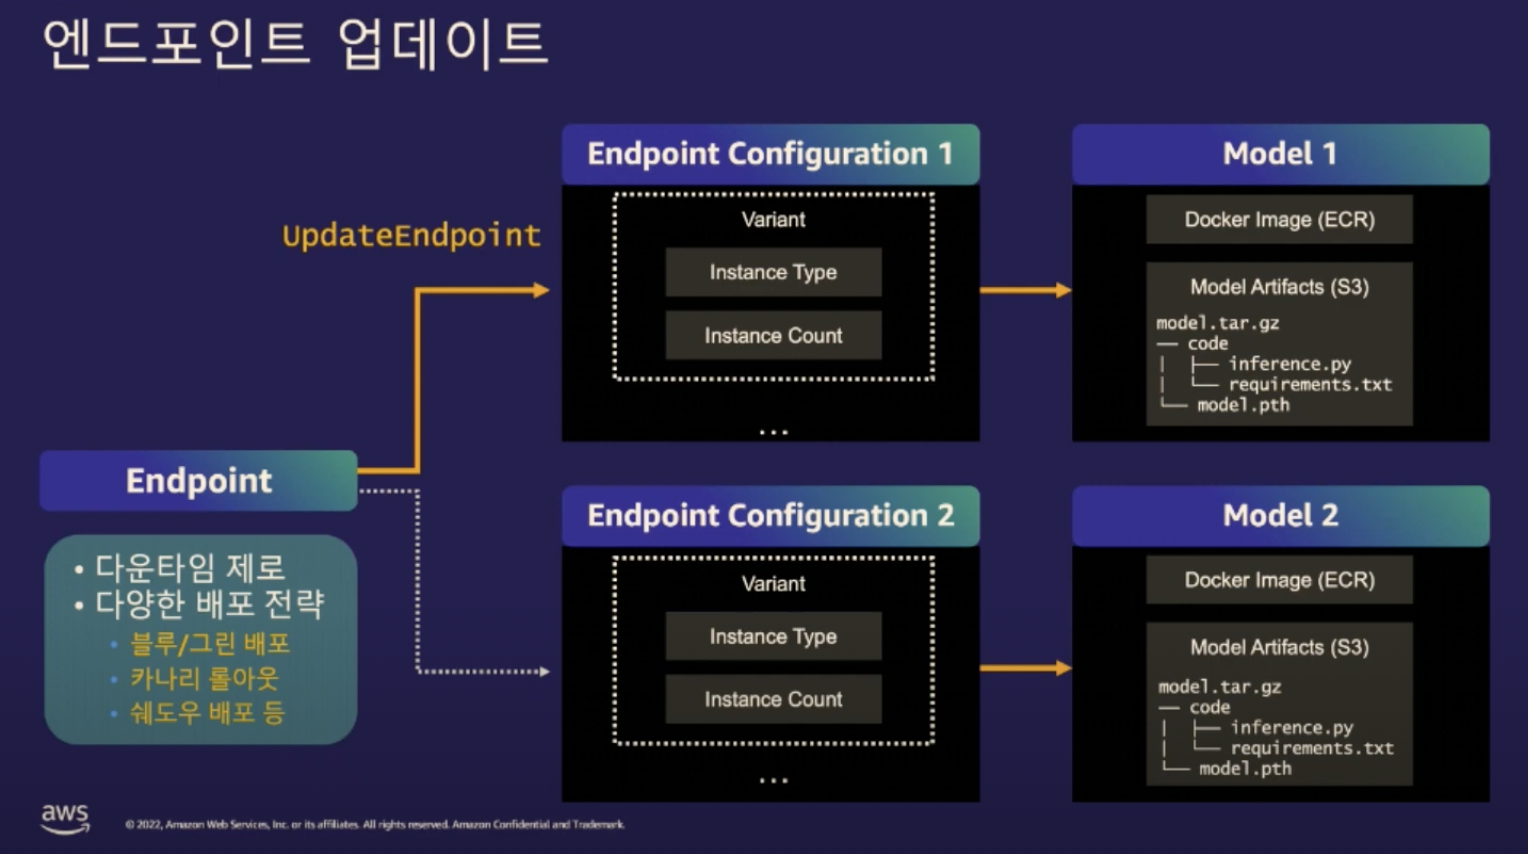 엔드포인트 업데이트
UpdateEndpoint
Endpoint
• 다운타임 제로
• 다양한 배포 전략
• 블루/그린 배포
• 카나리 롤아웃
• 쉐도우 배포 등
Endpoint Configuration 1
Variant
Instance Type
Instance Count
...
Model 1
Docker Image (ECR)
Model Artifacts (S3)
model.tar.gz
── code
│   ├── inference.py
│   └── requirements.txt
└── model.pth
Endpoint Configuration 2
Variant
Instance Type
Instance Count
...
Model 2
Docker Image (ECR)
Model Artifacts (S3)
model.tar.gz
── code
│   ├── inference.py
│   └── requirements.txt
└── model.pth
aws
© 2022, Amazon Web Services, Inc. or its affiliates. All rights reserved. Amazon Confidential and Trademark.